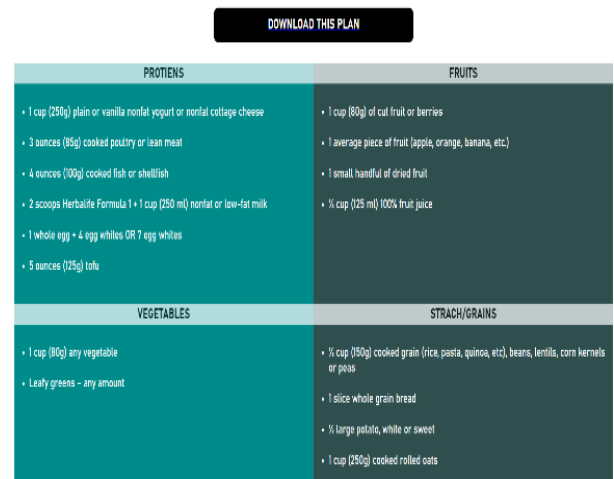 DOWNLOAD THIS PLAN
PROTIENS
• 1 cup (250g) plain or vanilla nonfat yogurt or nonfat cottage cheese
• 3 ounces (85g) cooked poultry or lean meat
• 4 ounces (100g) cooked fish or shellfish
• 2 scoops Herbalife Formula 1 + 1 cup (250 ml) nonfat or low-fat milk
• 1 whole egg + 4 egg whites OR 7 egg whites
• 5 ounces (125g) tofu
FRUITS
• 1 cup (80g) of cut fruit or berries
• 1 average piece of fruit (apple, orange, banana, etc.)
• 1 small handful of dried fruit
• ½ cup (125 ml) 100% fruit juice
VEGETABLES
• 1 cup (80g) any vegetable
• Leafy greens – any amount
STRACH/GRAINS
• ½ cup (150g) cooked grain (rice, pasta, quinoa, etc), beans, lentils, corn kernels
or peas
• 1 slice whole grain bread
• ½ large potato, white or sweet
• 1 cup (250g) cooked rolled oats